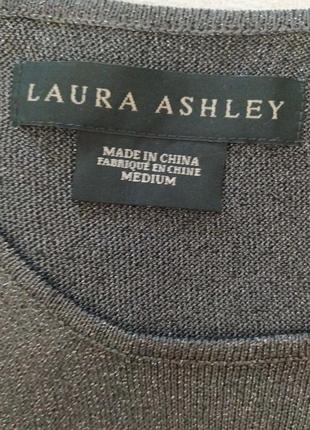 LAURA ASHLEY
MADE IN CHINA
FABRIQUÉ EN CHINE
MEDIUM